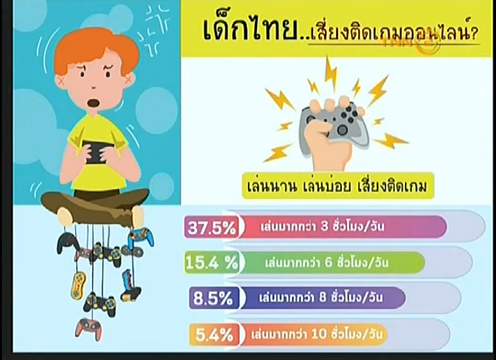 เด็กไทย..เสี่ยงติดเกมออนไลน์?
เล่นนาน เล่นบ่อย เสี่ยงติดเกม
37.5% เล่นมากกว่า 3 ชั่วโมง/วัน
15.4 % เล่นมากกว่า 6 ชั่วโมง/วัน
8.5% เล่นมากกว่า 8 ชั่วโมง/วัน
5.4% เล่นมากกว่า 10 ชั่วโมง/วัน